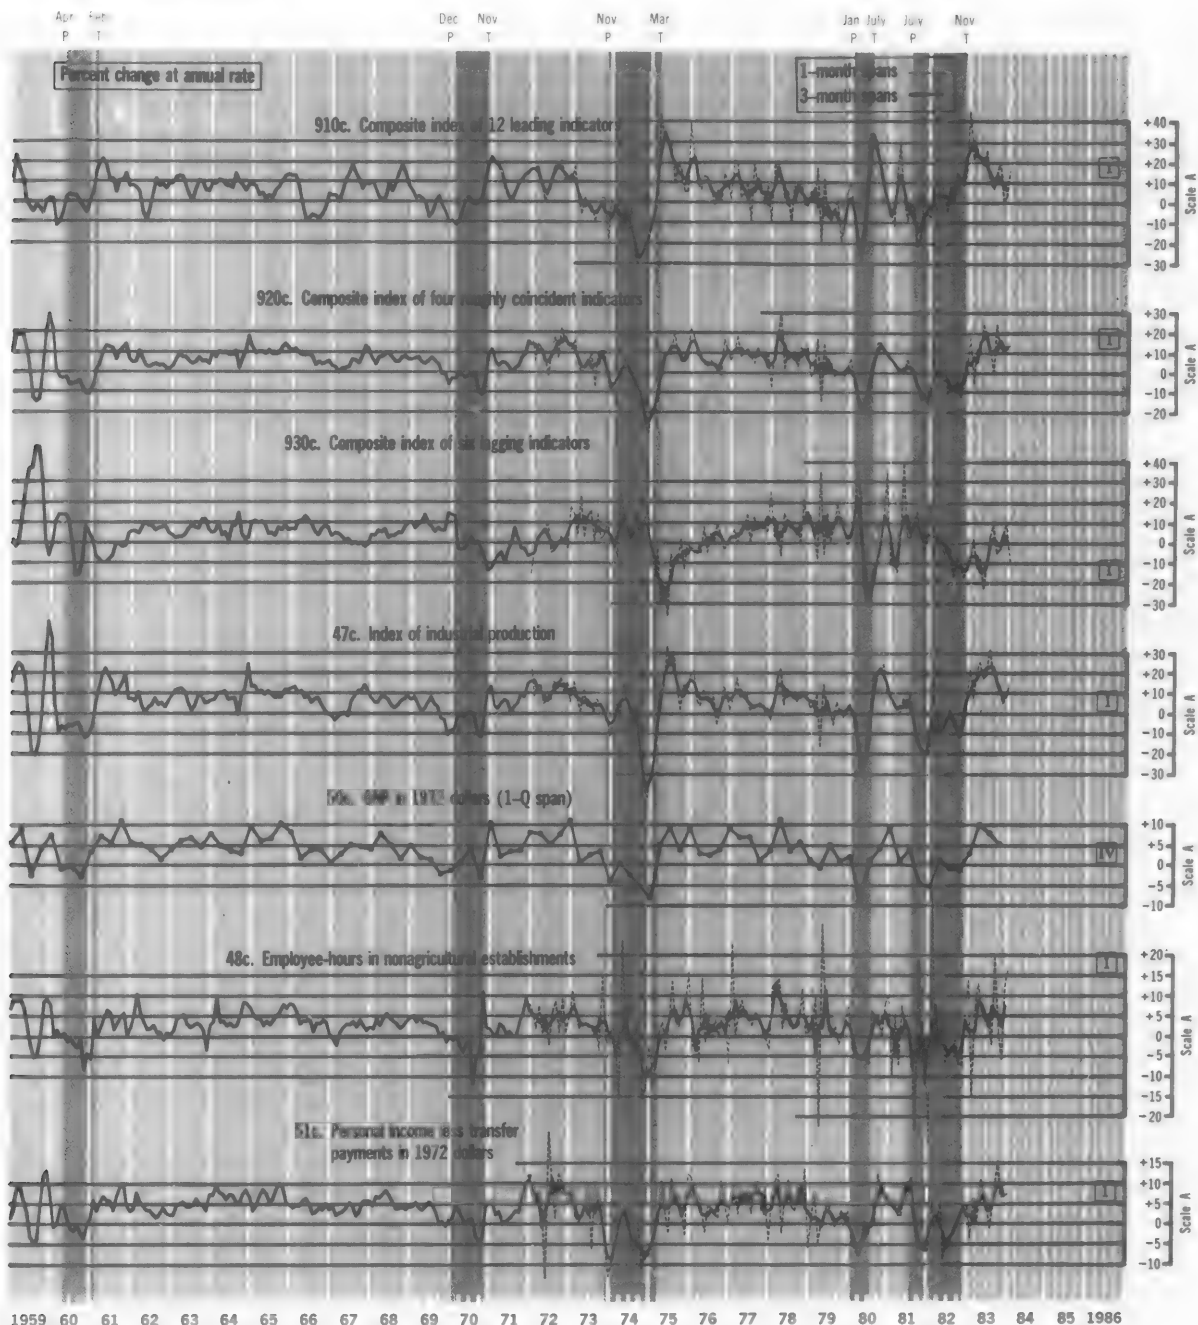 Apr Feb Dec Nov Nov Mar Jan July July Nov
P T P T P T P T P T
Percent change at annual rate
1-month spans
3-month spans
910c. Composite index of 12 leading indicators
+40
+30
+20
+10
0
-10
-20
-30
Scale A
920c. Composite index of four roughly coincident indicators
+30
+20
+10
0
-10
-20
Scale A
930c. Composite index of six lagging indicators
+40
+30
+20
+10
0
-10
-20
-30
Scale A
47c. Index of industrial production
+30
+20
+10
0
-10
-20
-30
Scale A
50c. GNP in 1972 dollars (1-Q span)
+10
+5
0
-5
-10
IV
Scale A
48c. Employee-hours in nonagricultural establishments
+20
+15
+10
+5
0
-5
-10
-15
-20
Scale A
51c. Personal income less transfer
payments in 1972 dollars
+15
+10
+5
0
-5
-10
Scale A
1959 60 61 62 63 64 65 66 67 68 69 70 71 72 73 74 75 76 77 78 79 80 81 82 83 84 85 1986